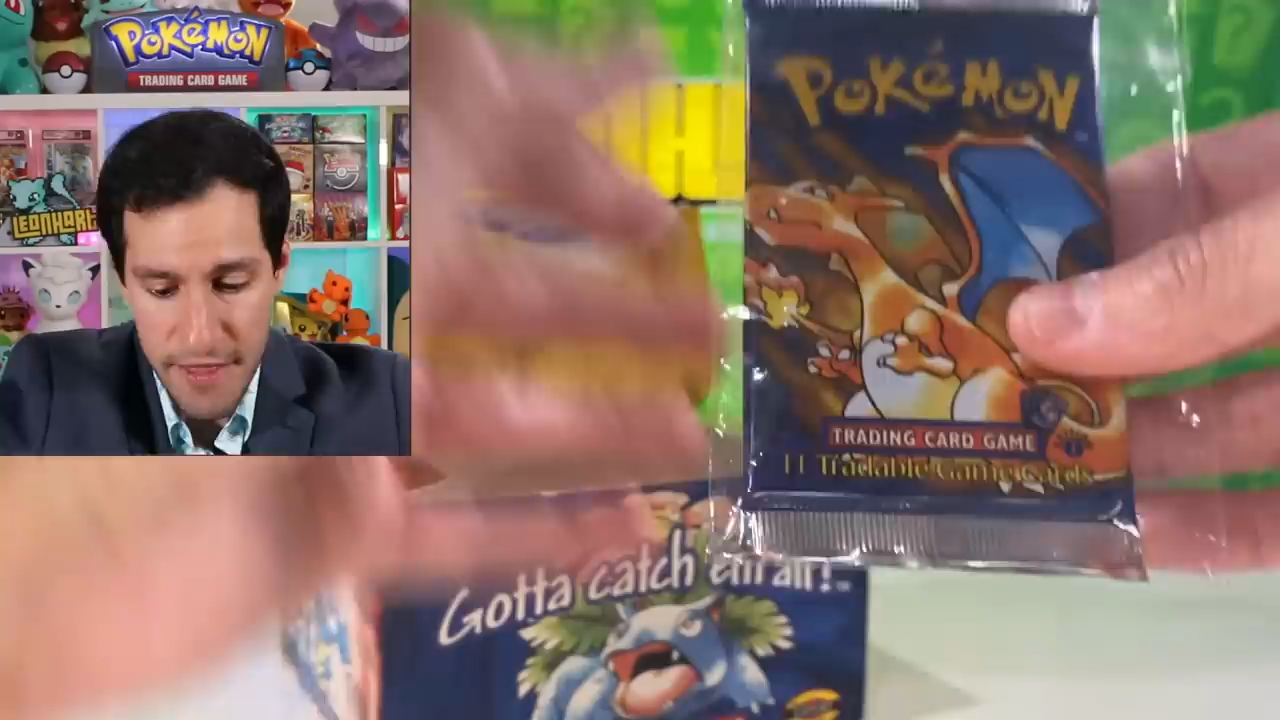 POKéMON
TRADING CARD GAME
LEONHART
POKéMON
TRADING CARD GAME
11 Tradable Game Cards
Gotta catch 'em all!